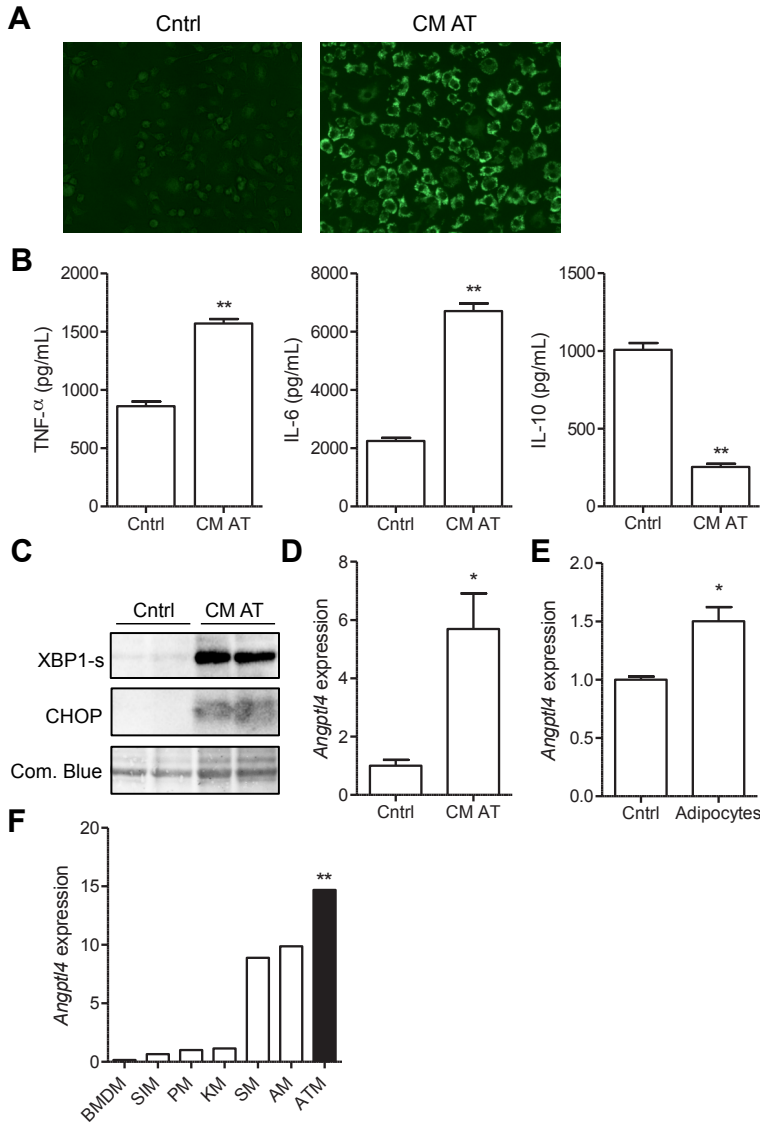 A
Cntrl
CM AT
B
TNF-α (pg/mL)
2000
1500
1000
500
0
**
Cntrl
CM AT
IL-6 (pg/mL)
8000
6000
4000
2000
0
**
Cntrl
CM AT
IL-10 (pg/mL)
1500
1000
500
0
**
Cntrl
CM AT
C
Cntrl
CM AT
XBP1-s
CHOP
Com. Blue
D
Angptl4 expression
8
6
4
2
0
*
Cntrl
CM AT
E
Angptl4 expression
2.0
1.5
1.0
0.5
0.0
*
Cntrl
Adipocytes
F
Angptl4 expression
20
15
10
5
0
**
BMDM
SIM
PM
KM
SM
AM
ATM